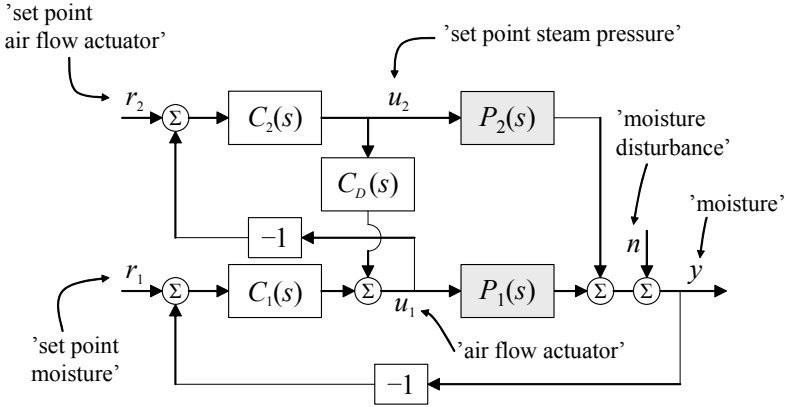 'set point
air flow actuator'
'set point steam pressure'
r₂
Σ
C₂(s)
u₂
P₂(s)
'moisture
disturbance'
C_D(s)
'moisture'
−1
n
r₁
Σ
C₁(s)
Σ
u₁
P₁(s)
Σ
Σ
y
'set point
moisture'
'air flow actuator'
−1